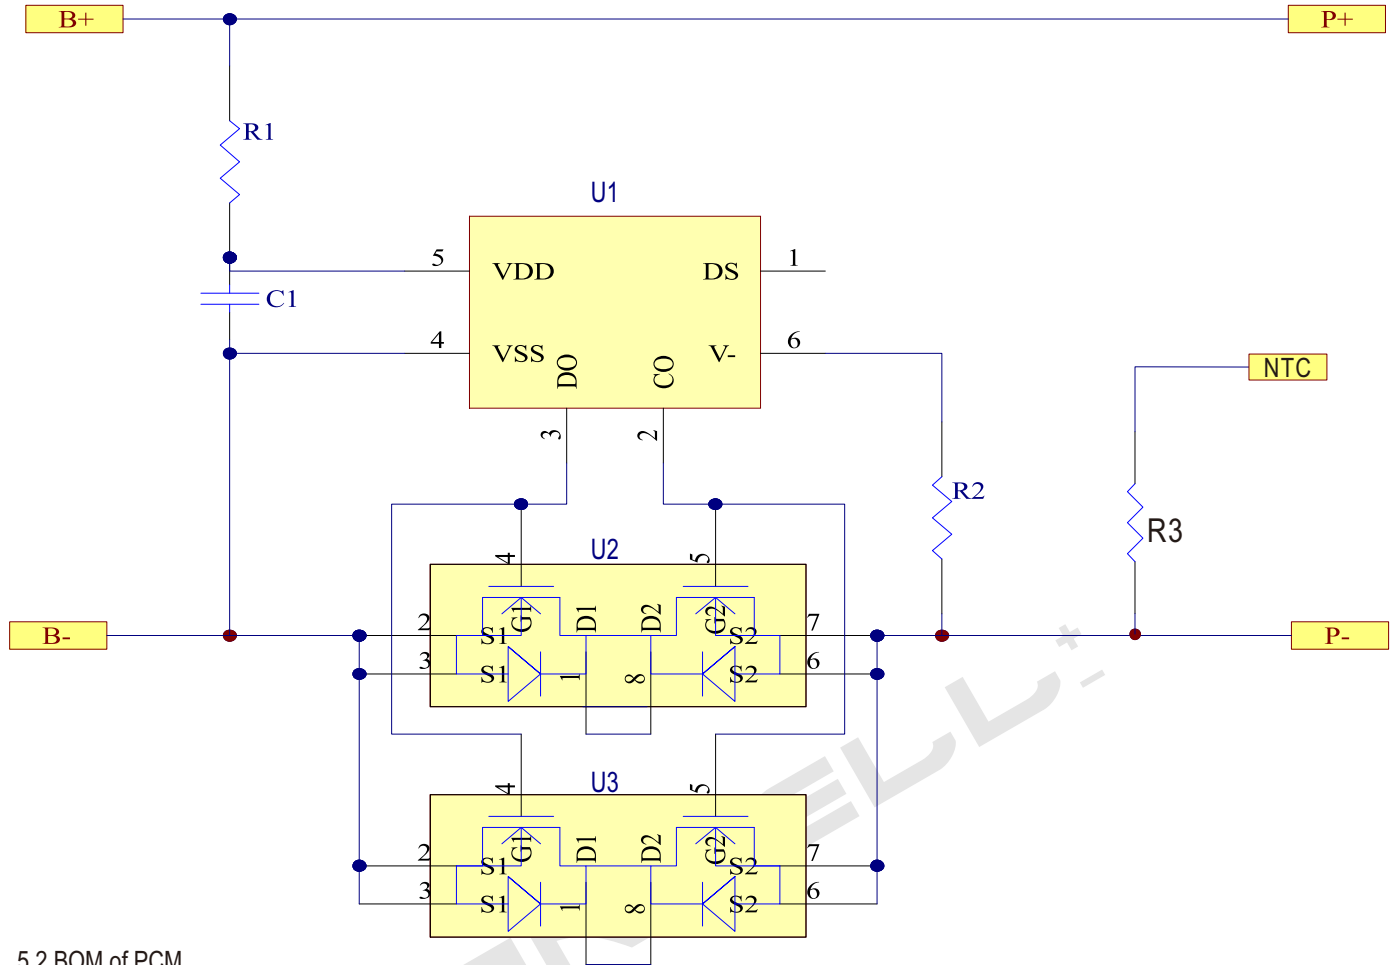 B+
P+
R1
U1
5
VDD
DS
1
C1
4
VSS
DO
CO
V-
6
NTC
3
2
R2
R3
U2
4
5
B-
2
S1
G1
D1
D2
G2
S2
7
P-
3
S1
1
8
S2
6
U3
4
5
2
S1
G1
D1
D2
G2
S2
7
3
S1
1
8
S2
6
5.2 BOM of PCM